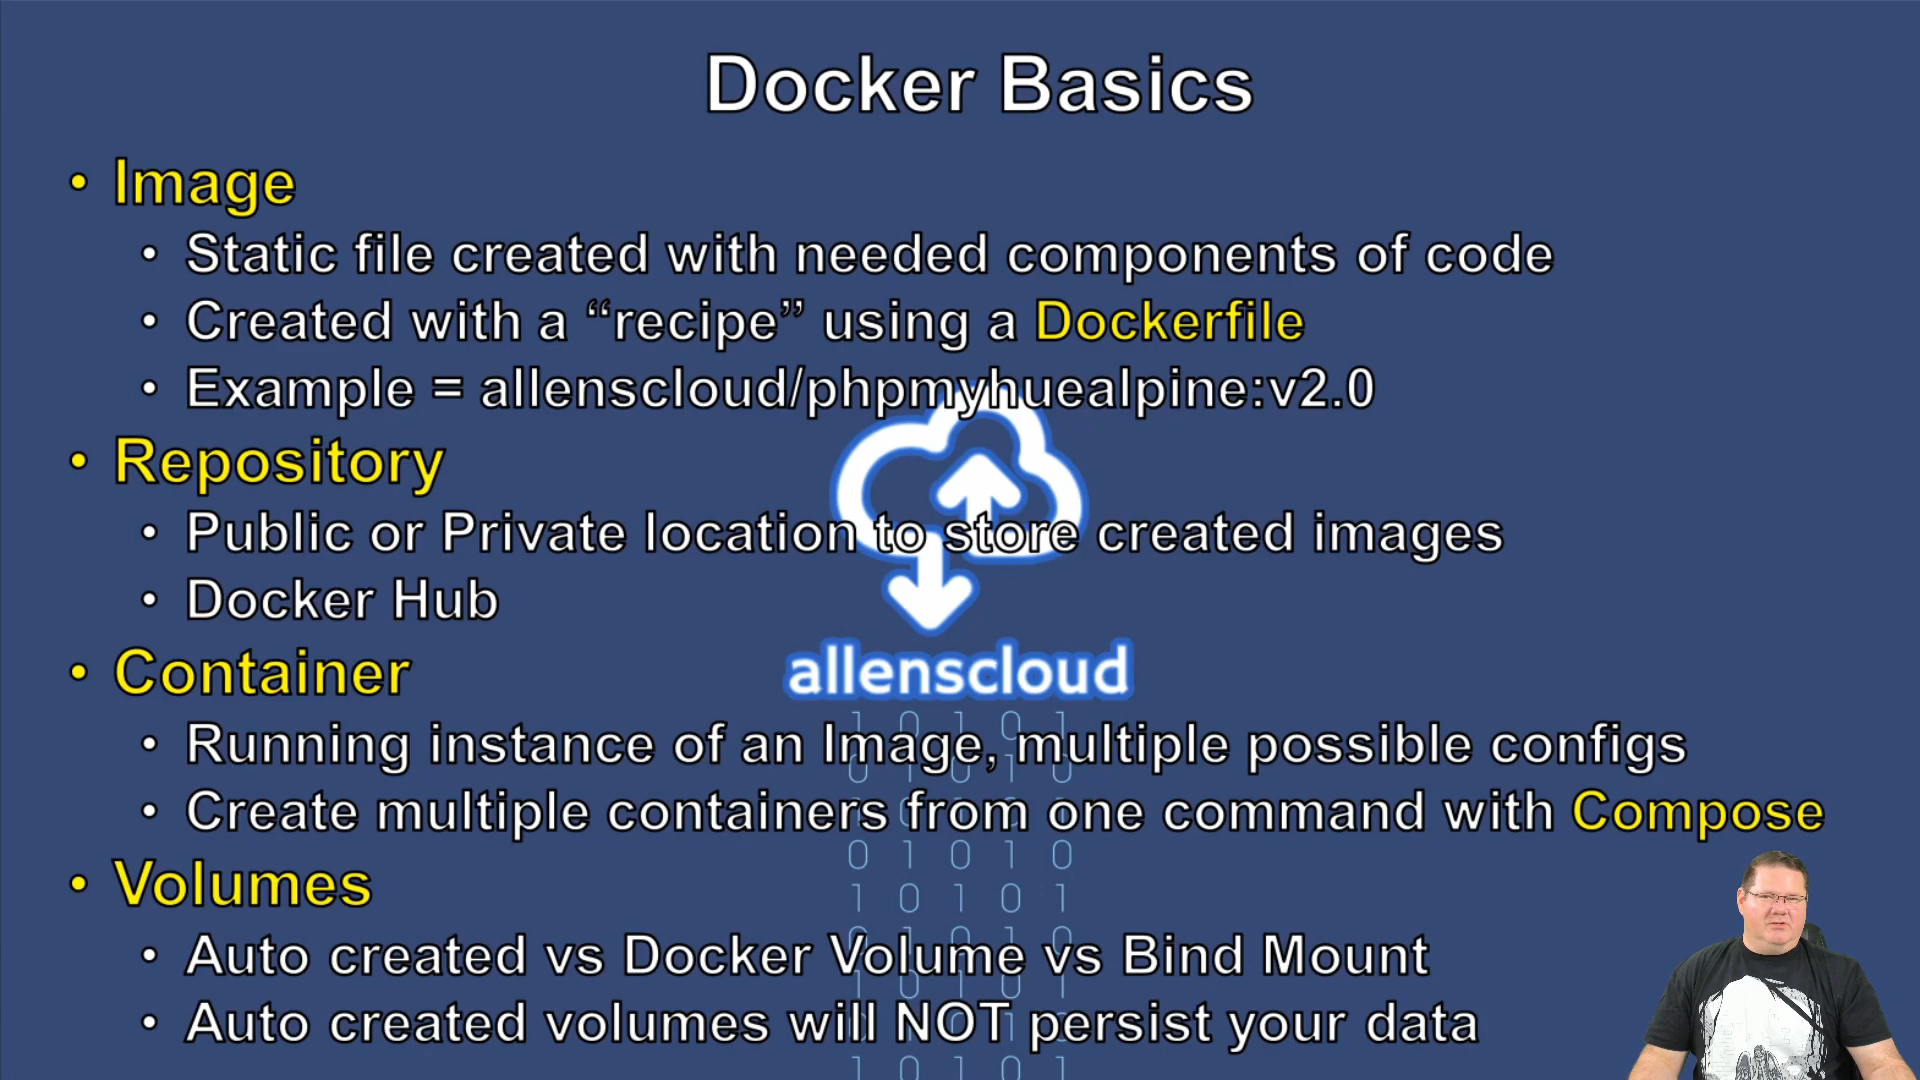 Docker Basics
• Image
• Static file created with needed components of code
• Created with a “recipe” using a Dockerfile
• Example = allenscloud/phpmyhuealpine:v2.0
• Repository
• Public or Private location to store created images
• Docker Hub
• Container
allenscloud
• Running instance of an Image, multiple possible configs
• Create multiple containers from one command with Compose
• Volumes
• Auto created vs Docker Volume vs Bind Mount
• Auto created volumes will NOT persist your data